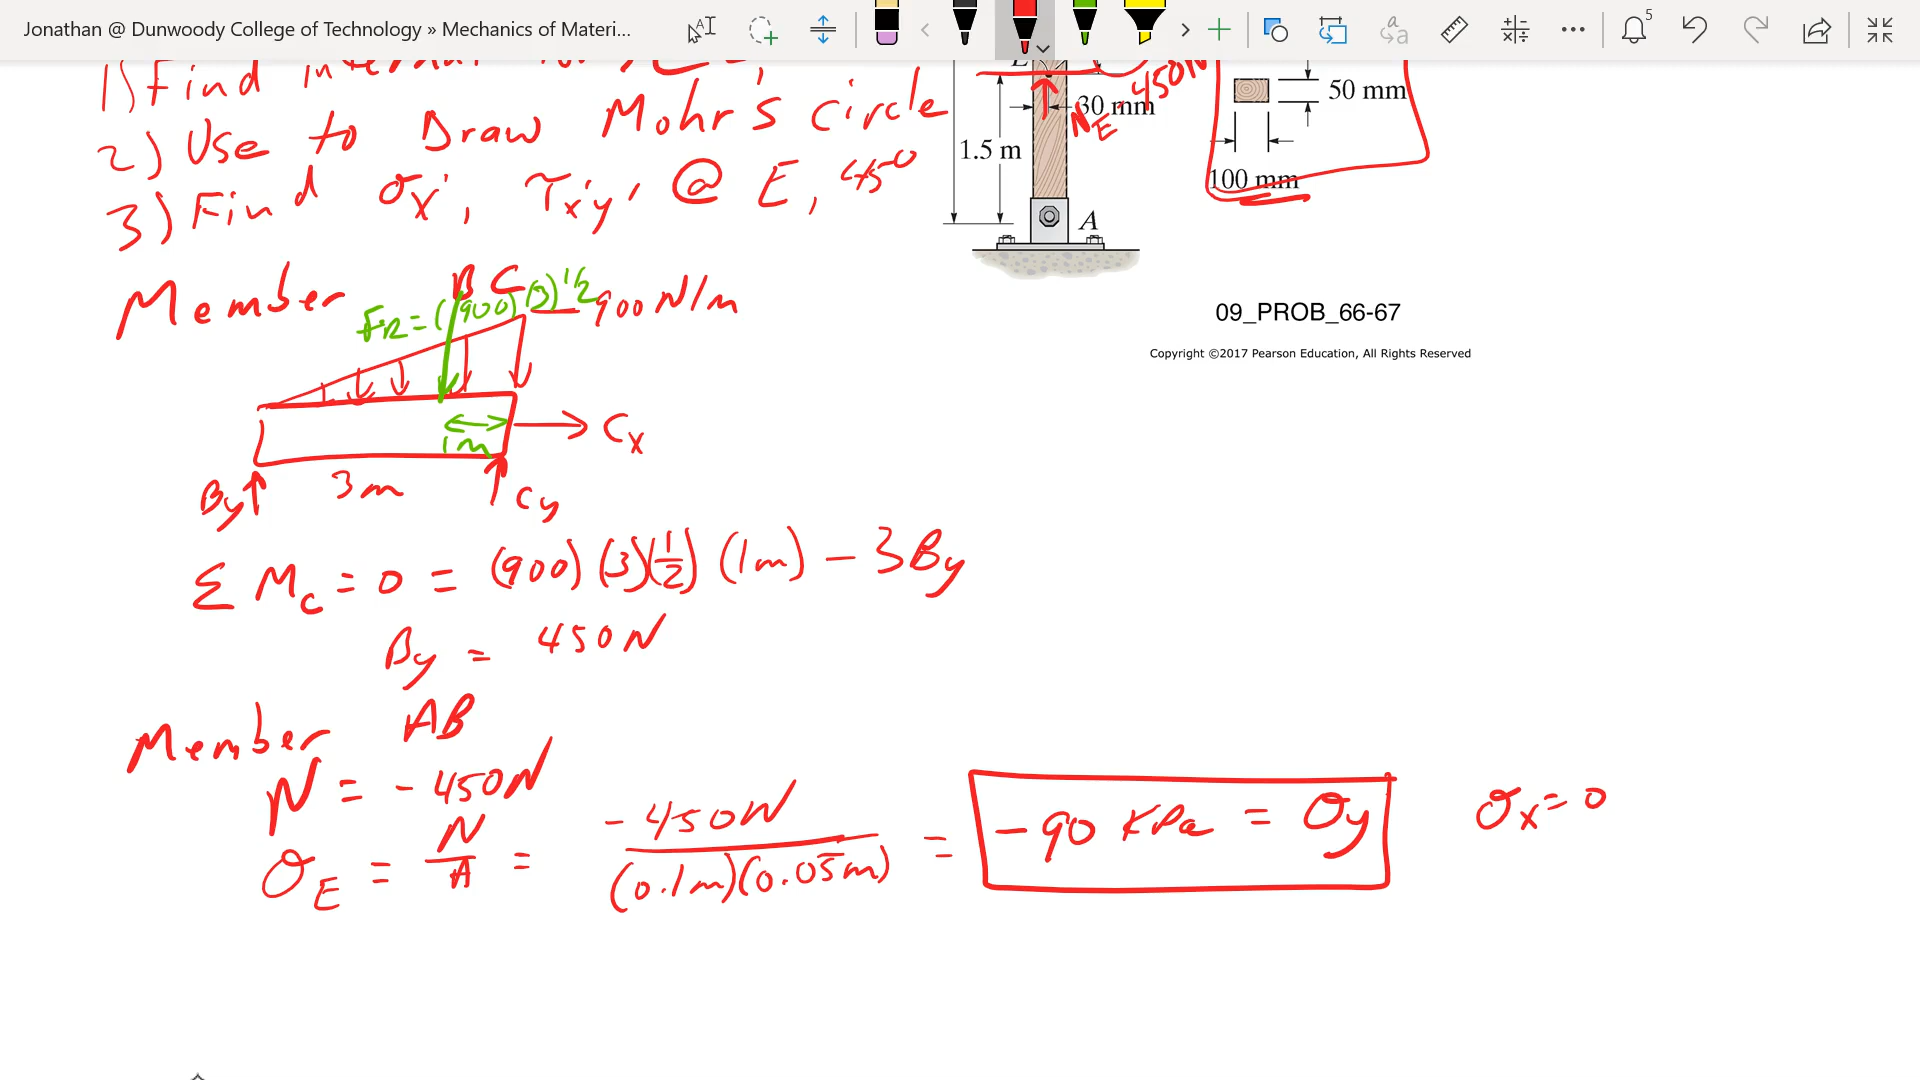 Jonathan @ Dunwoody College of Technology » Mechanics of Materi...
5
1) Find internal
2) Use to Draw Mohr's circle
3) Find σx', τx'y' @ E, 45°
E
30 mm
NE = 450N
1.5 m
A
50 mm
100 mm
09_PROB_66-67
Copyright ©2017 Pearson Education, All Rights Reserved
Member BC
FR = (900)(3) 1/2
900 N/m
1m
Cx
By
3m
Cy
Σ Mc = 0 = (900)(3)(1/2)(1m) - 3By
By = 450N
Member AB
N = -450N
σE = N/A = -450N/(0.1m)(0.05m) = -90 KPa = σy
σx = 0